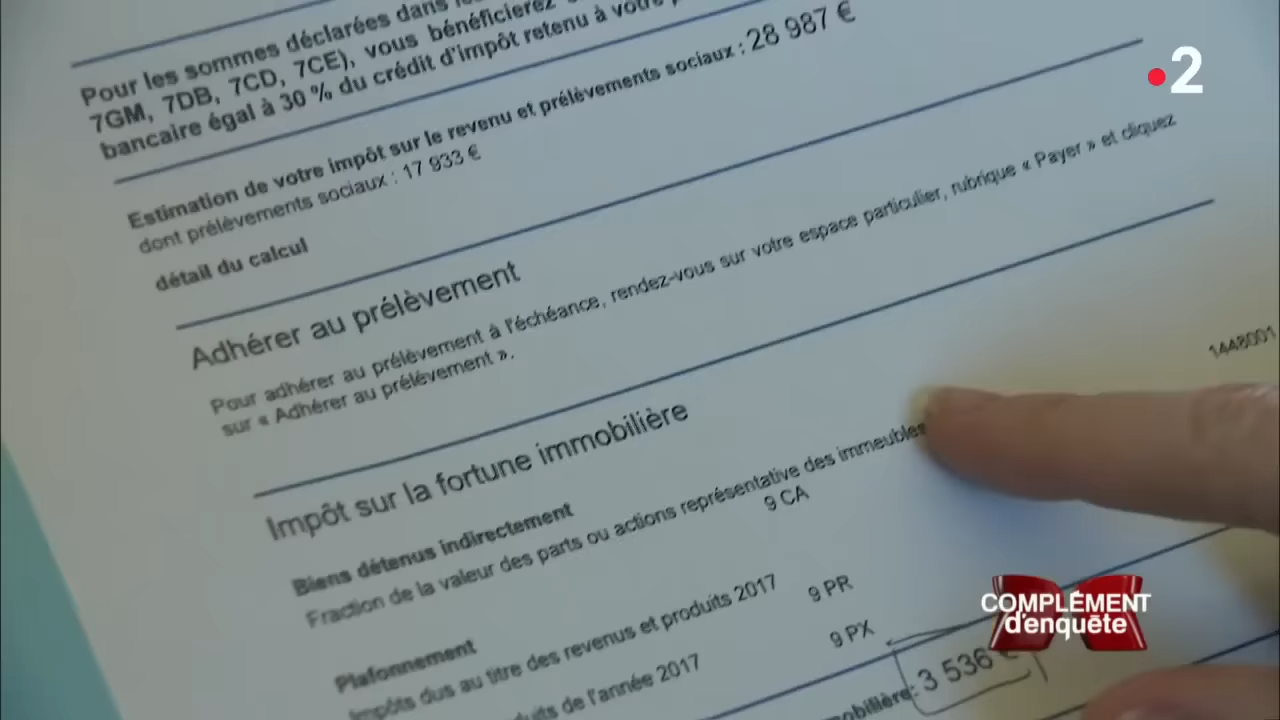 Pour les sommes déclarées dans les
7GM, 7DB, 7CD, 7CE), vous bénéficierez
bancaire égal à 30 % du crédit d'impôt retenu à votre
Estimation de votre impôt sur le revenu et prélèvements sociaux : 28 987 €
dont prélèvements sociaux : 17 933 €
détail du calcul
Adhérer au prélèvement
Pour adhérer au prélèvement à l'échéance, rendez-vous sur votre espace particulier, rubrique « Payer » et cliquez
sur « Adhérer au prélèvement ».
1448001
Impôt sur la fortune immobilière
Biens détenus indirectement
Fraction de la valeur des parts ou actions représentative des immeubles
9 CA
Plafonnement
Impôts dus au titre des revenus et produits 2017
9 PR
duits de l'année 2017
9 PX
mobilière: 3 536 €
2
COMPLÉMENT
d'enquête